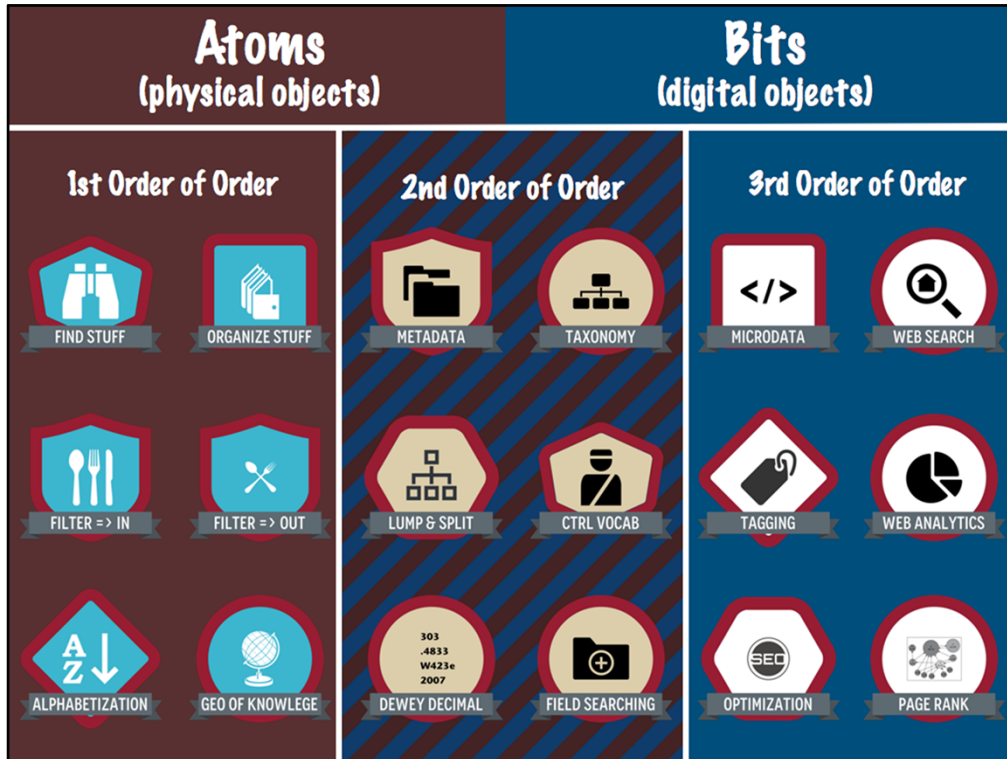 Atoms
(physical objects)
Bits
(digital objects)
1st Order of Order
2nd Order of Order
3rd Order of Order
FIND STUFF
ORGANIZE STUFF
METADATA
TAXONOMY
</>
MICRODATA
WEB SEARCH
FILTER => IN
FILTER => OUT
LUMP & SPLIT
CTRL VOCAB
TAGGING
WEB ANALYTICS
A
Z
ALPHABETIZATION
GEO OF KNOWLEGE
303
.4833
W423e
2007
DEWEY DECIMAL
FIELD SEARCHING
SEO
OPTIMIZATION
PAGE RANK